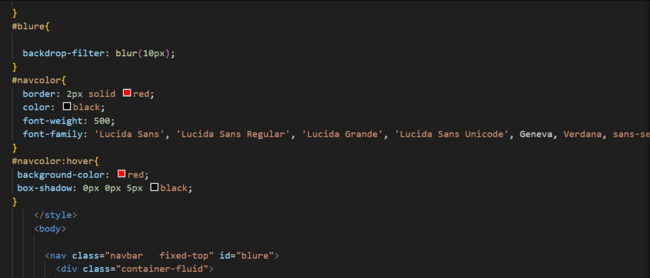 }
#blure{
backdrop-filter: blur(10px);
}
#navcolor{
border: 2px solid red;
color: black;
font-weight: 500;
font-family: 'Lucida Sans', 'Lucida Sans Regular', 'Lucida Grande', 'Lucida Sans Unicode', Geneva, Verdana, sans-se
}
#navcolor:hover{
background-color: red;
box-shadow: 0px 0px 5px black;
}
</style>
<body>
<nav class="navbar   fixed-top" id="blure">
<div class="container-fluid">